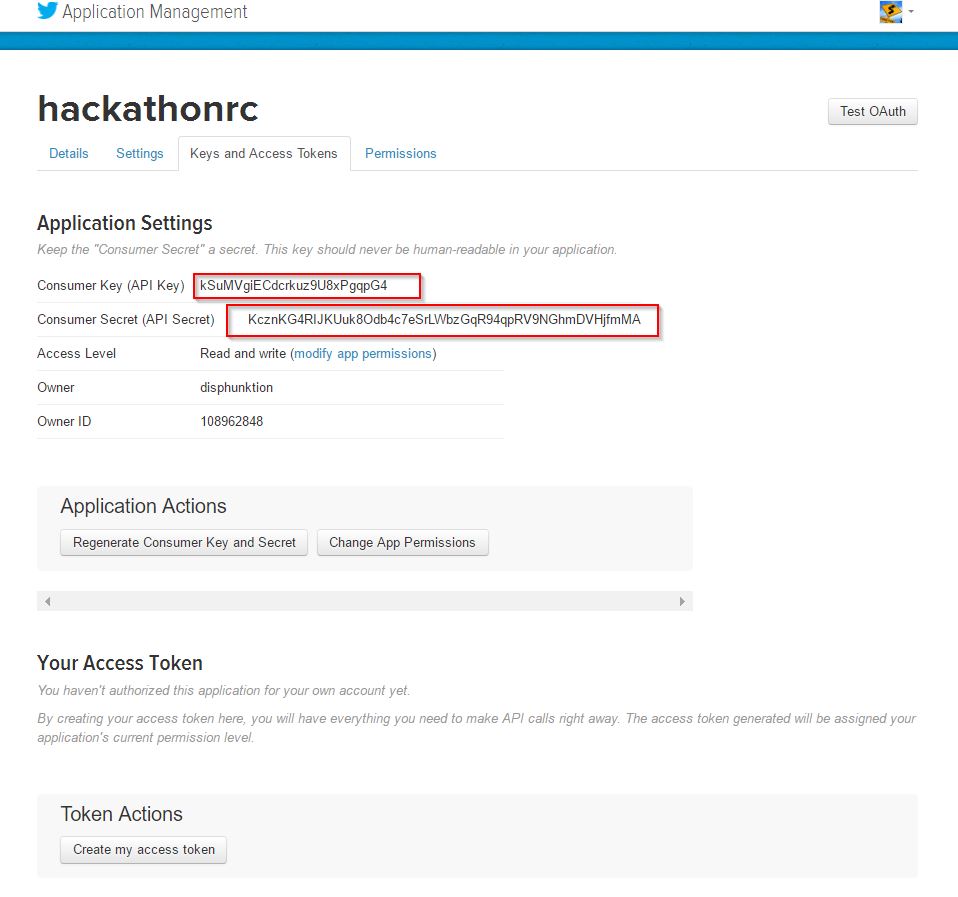 Application Management
hackathonrc
Test OAuth
Details Settings Keys and Access Tokens Permissions
Application Settings
Keep the "Consumer Secret" a secret. This key should never be human-readable in your application.
Consumer Key (API Key) kSuMVgiECdcrkuz9U8xPgqpG4
Consumer Secret (API Secret) KcznKG4RIJKUuk8Odb4c7eSrLWbzGqR94qpRV9NGhmDVHjfmMA
Access Level Read and write (modify app permissions)
Owner disphunktion
Owner ID 108962848
Application Actions
Regenerate Consumer Key and Secret Change App Permissions
Your Access Token
You haven't authorized this application for your own account yet.
By creating your access token here, you will have everything you need to make API calls right away. The access token generated will be assigned your
application's current permission level.
Token Actions
Create my access token